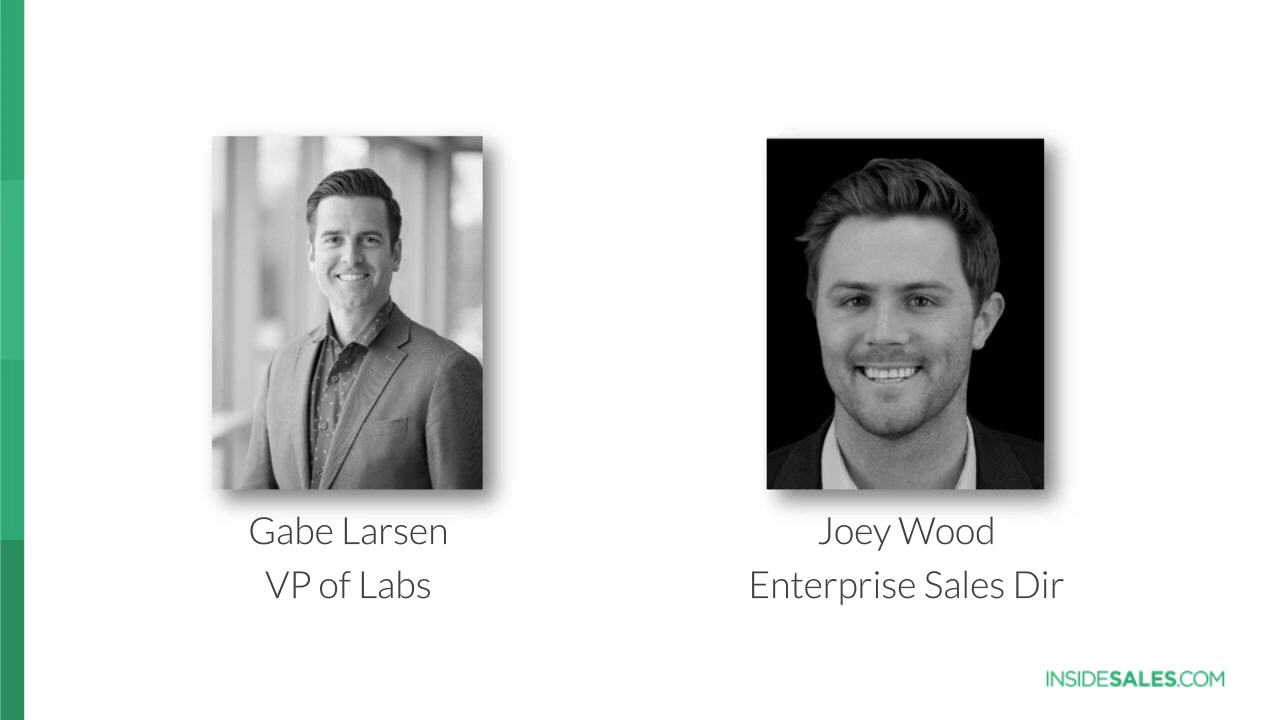 Gabe Larsen
VP of Labs
Joey Wood
Enterprise Sales Dir
INSIDESALES.COM